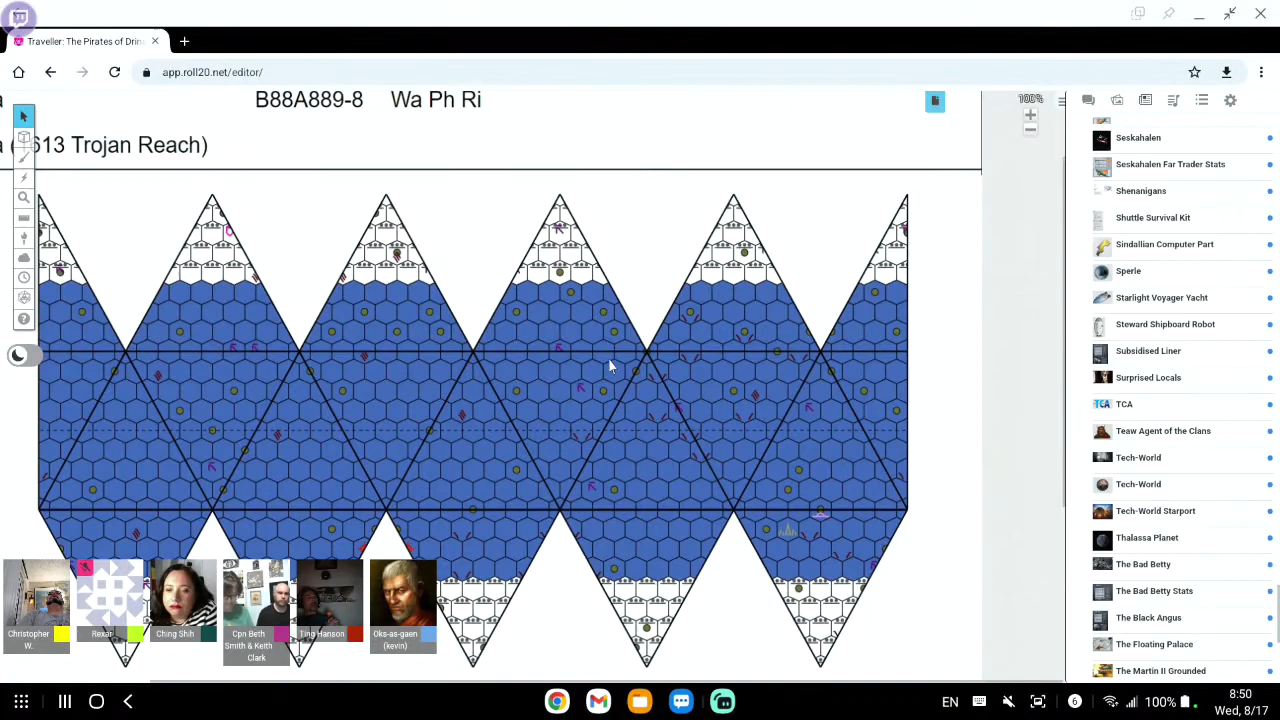 Traveller: The Pirates of Drina
app.roll20.net/editor/
a B88A889-8 Wa Ph Ri
a ( 613 Trojan Reach)
100%
Seskahalen
Seskahalen Far Trader Stats
Shenanigans
Shuttle Survival Kit
Sindallian Computer Part
Sperle
Starlight Voyager Yacht
Steward Shipboard Robot
Subsidised Liner
Surprised Locals
TCA
TCA
Teaw Agent of the Clans
Tech-World
Tech-World
Tech-World Starport
Thalassa Planet
The Bad Betty
The Bad Betty Stats
The Black Angus
The Floating Palace
The Martin II Grounded
Christopher
W.
Rexar
Ching Shih
Cpn Beth
Smith & Keith
Clark
Ting Hanson
Oks-as-gaen
(kevin)
EN
6
100%
8:50
Wed, 8/17